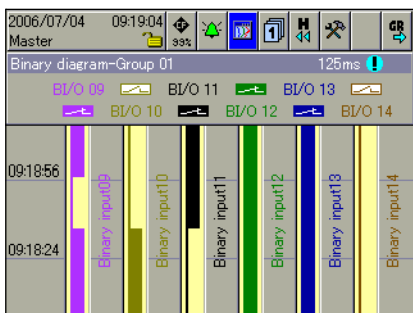 2006/07/04 09:19:04
Master 99% 1 H GR
Binary diagram-Group 01 125ms !
BI/O 09 BI/O 11 BI/O 13
BI/O 10 BI/O 12 BI/O 14
09:18:56
09:18:24
Binary input09
Binary input10
Binary input11
Binary input12
Binary input13
Binary input14